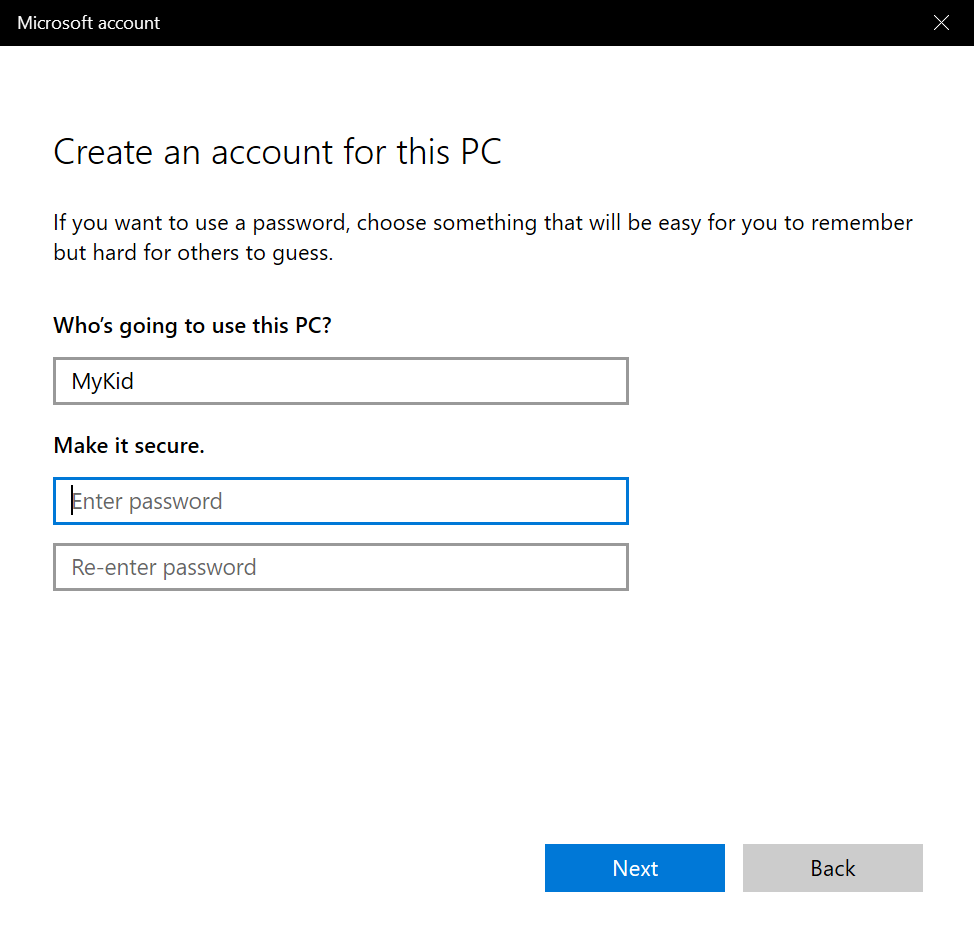 Microsoft account
Create an account for this PC
If you want to use a password, choose something that will be easy for you to remember
but hard for others to guess.
Who's going to use this PC?
MyKid
Make it secure.
Enter password
Re-enter password
Next
Back